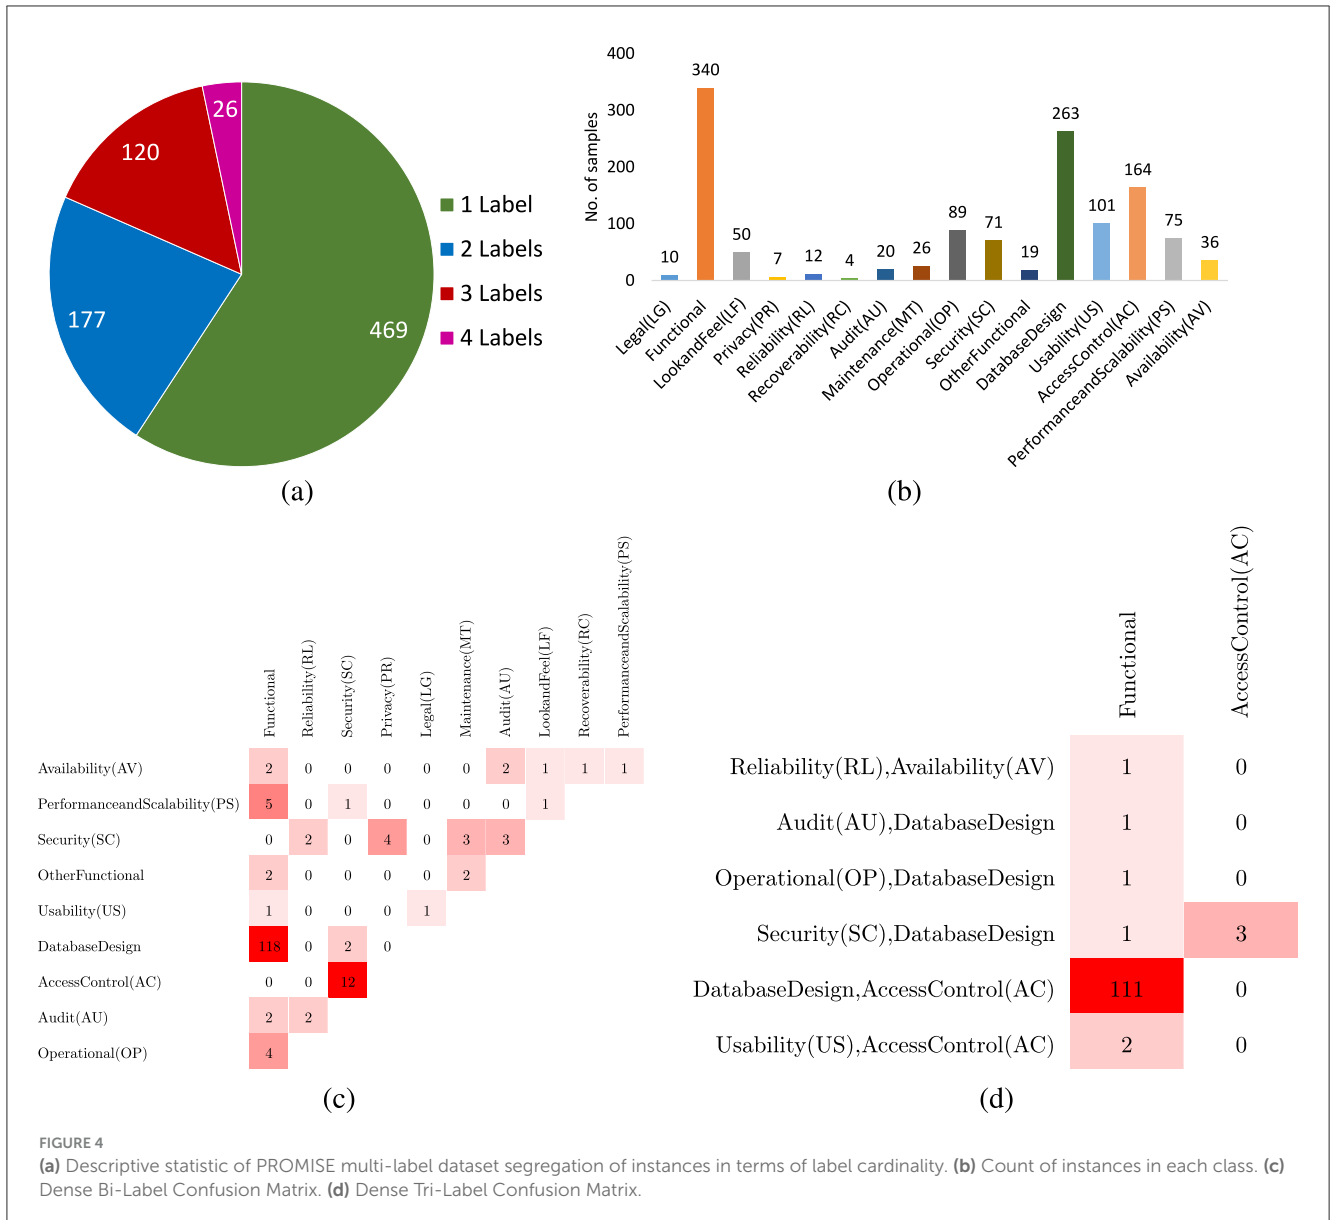 26
120
177
469
1 Label
2 Labels
3 Labels
4 Labels
(a)
No. of samples
400
300
200
100
0
10
340
50
7
12
4
20
26
89
71
19
263
101
164
75
36
Legal(LG)
Functional
LookandFeel(LF)
Privacy(PR)
Reliability(RL)
Recoverability(RC)
Audit(AU)
Maintenance(MT)
Operational(OP)
Security(SC)
OtherFunctional
DatabaseDesign
Usability(US)
AccessControl(AC)
PerformanceandScalability(PS)
Availability(AV)
(b)
Functional
Reliability(RL)
Security(SC)
Privacy(PR)
Legal(LG)
Maintenance(MT)
Audit(AU)
LookandFeel(LF)
Recoverability(RC)
PerformanceandScalability(PS)
Availability(AV) 2 0 0 0 0 0 2 1 1 1
PerformanceandScalability(PS) 5 0 1 0 0 0 0 1
Security(SC) 0 2 0 4 0 3 3
OtherFunctional 2 0 0 0 0 2
Usability(US) 1 0 0 0 1
DatabaseDesign 118 0 2 0
AccessControl(AC) 0 0 12
Audit(AU) 2 2
Operational(OP) 4
(c)
Functional
AccessControl(AC)
Reliability(RL),Availability(AV) 1 0
Audit(AU),DatabaseDesign 1 0
Operational(OP),DatabaseDesign 1 0
Security(SC),DatabaseDesign 1 3
DatabaseDesign,AccessControl(AC) 111 0
Usability(US),AccessControl(AC) 2 0
(d)
FIGURE 4
(a) Descriptive statistic of PROMISE multi-label dataset segregation of instances in terms of label cardinality. (b) Count of instances in each class. (c)
Dense Bi-Label Confusion Matrix. (d) Dense Tri-Label Confusion Matrix.